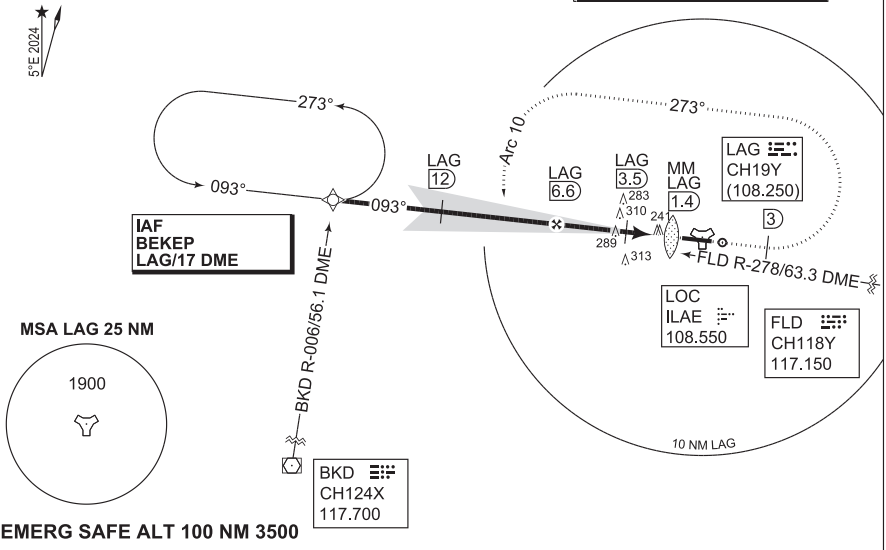 5°E 2024
273°
093°
IAF
BEKEP
LAG/17 DME
093°
LAG
12
Arc 10
LAG
6.6
LAG
3.5
283
310
289
313
241
MM
LAG
1.4
273°
LAG
CH19Y
(108.250)
3
FLD R-278/63.3 DME
LOC
ILAE
108.550
FLD
CH118Y
117.150
10 NM LAG
BKD R-006/56.1 DME
BKD
CH124X
117.700
MSA LAG 25 NM
1900
EMERG SAFE ALT 100 NM 3500